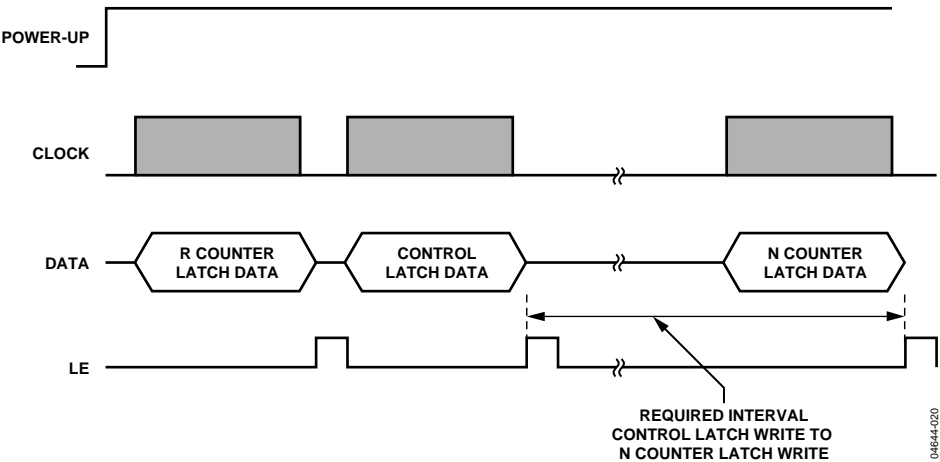 POWER-UP
CLOCK
DATA
R COUNTER
LATCH DATA
CONTROL
LATCH DATA
N COUNTER
LATCH DATA
LE
REQUIRED INTERVAL
CONTROL LATCH WRITE TO
N COUNTER LATCH WRITE
04644-020